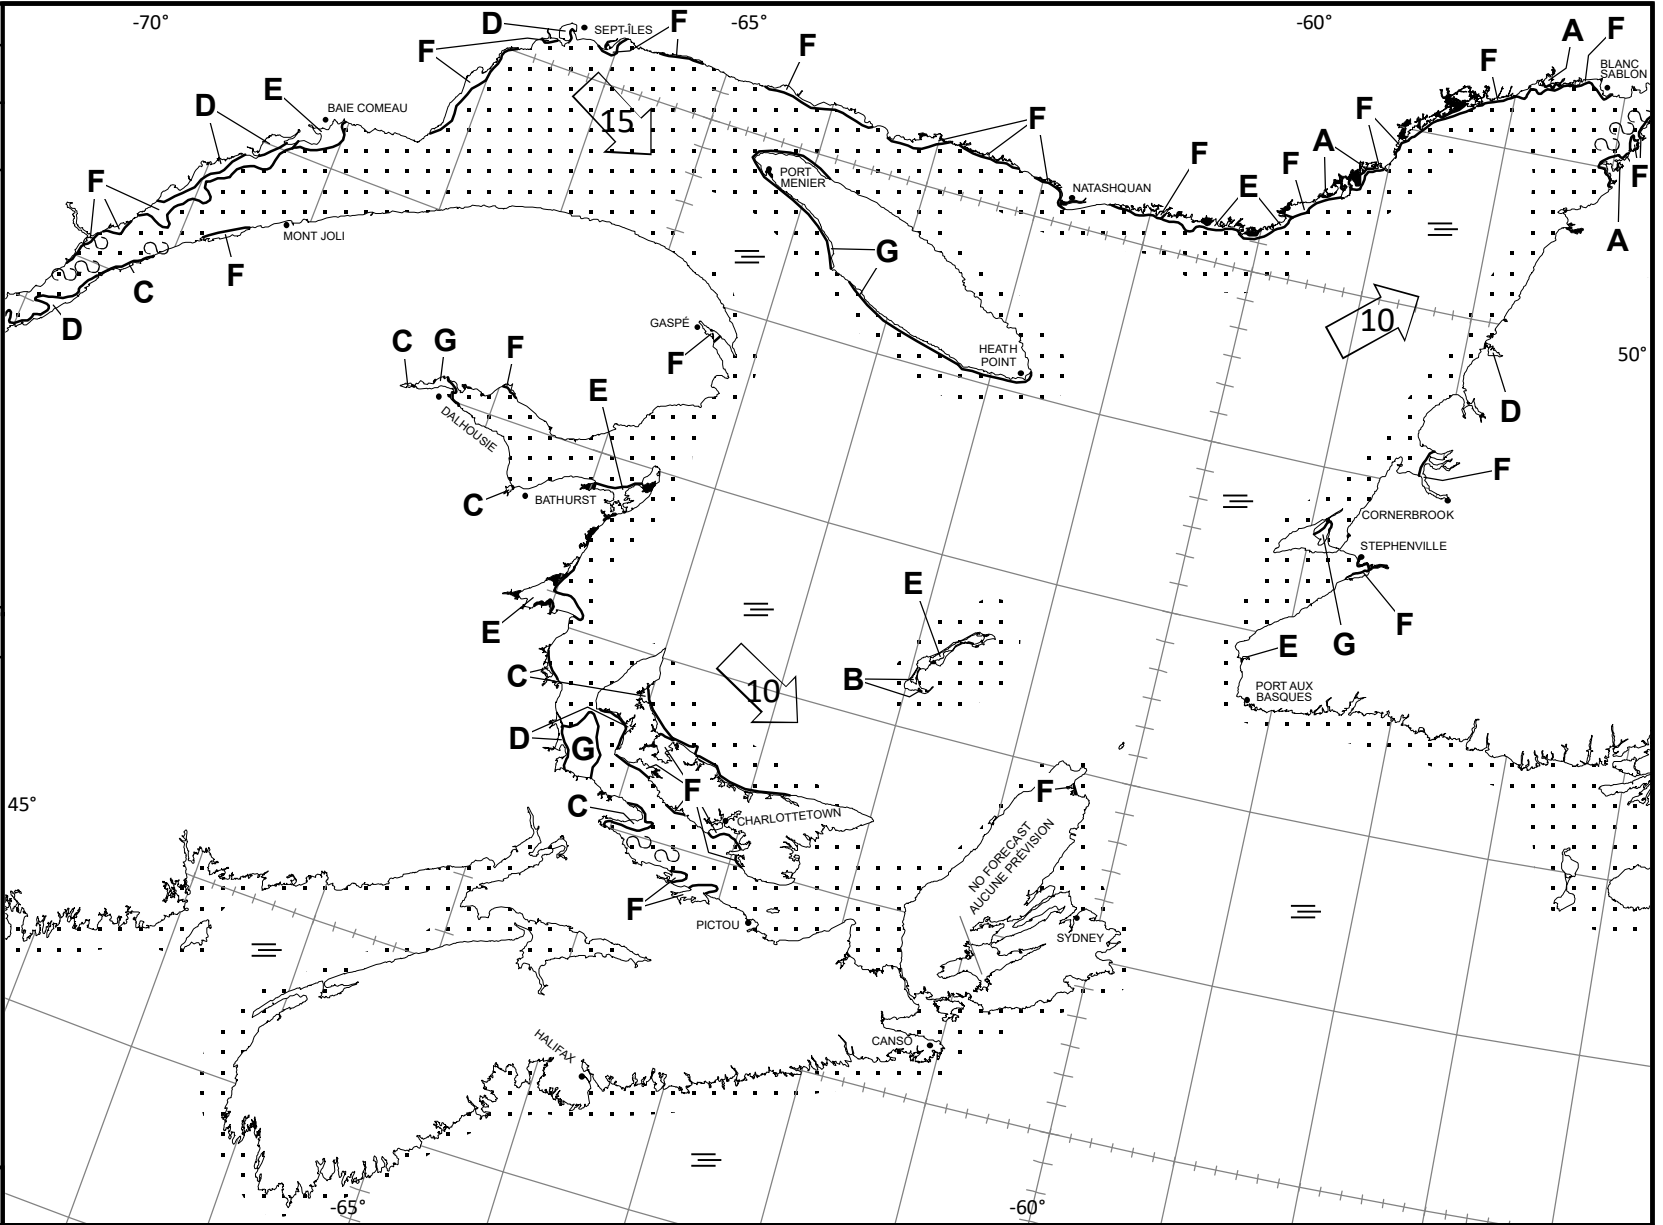 -70°
D
SEPT-ÎLES
F
-65°
-60°
A
F
F
F
F
BLANC
SABLON
E
D
BAIE COMEAU
15
F
F
A
F
F
F
PORT
MENIER
NATASHQUAN
E
F
F
MONT JOLI
F
G
A
C
D
10
GASPÉ
F
C
G
F
HEATH
POINT
50°
E
D
DALHOUSIE
F
C
BATHURST
CORNERBROOK
STEPHENVILLE
E
E
F
E
G
C
10
B
PORT AUX
BASQUES
D
G
F
F
45°
C
CHARLOTTETOWN
NO FORECAST
AUCUNE PRÉVISION
F
PICTOU
SYDNEY
HALIFAX
CANSO
-65°
-60°